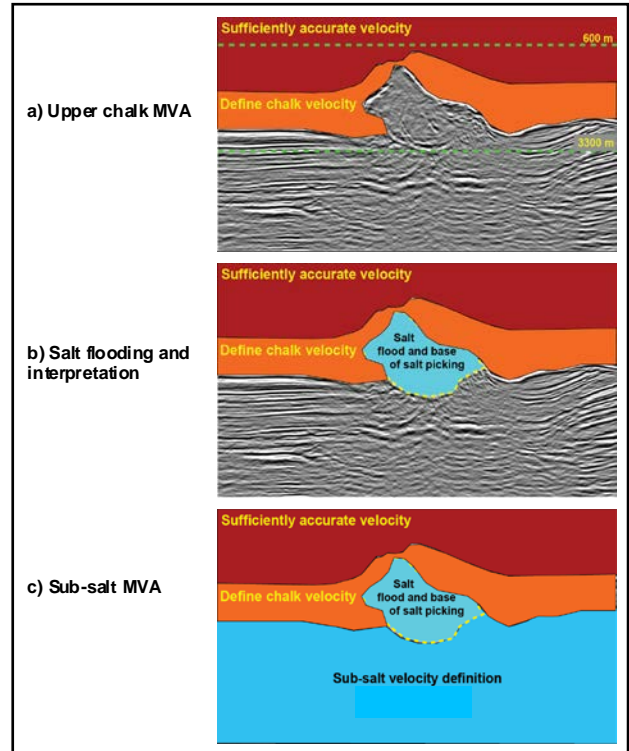 Sufficiently accurate velocity
600 m
a) Upper chalk MVA
Define chalk velocity
3300 m
Sufficiently accurate velocity
b) Salt flooding and
interpretation
Define chalk velocity
Salt
flood and base
of salt picking
Sufficiently accurate velocity
c) Sub-salt MVA
Define chalk velocity
Salt
flood and base
of salt picking
Sub-salt velocity definition